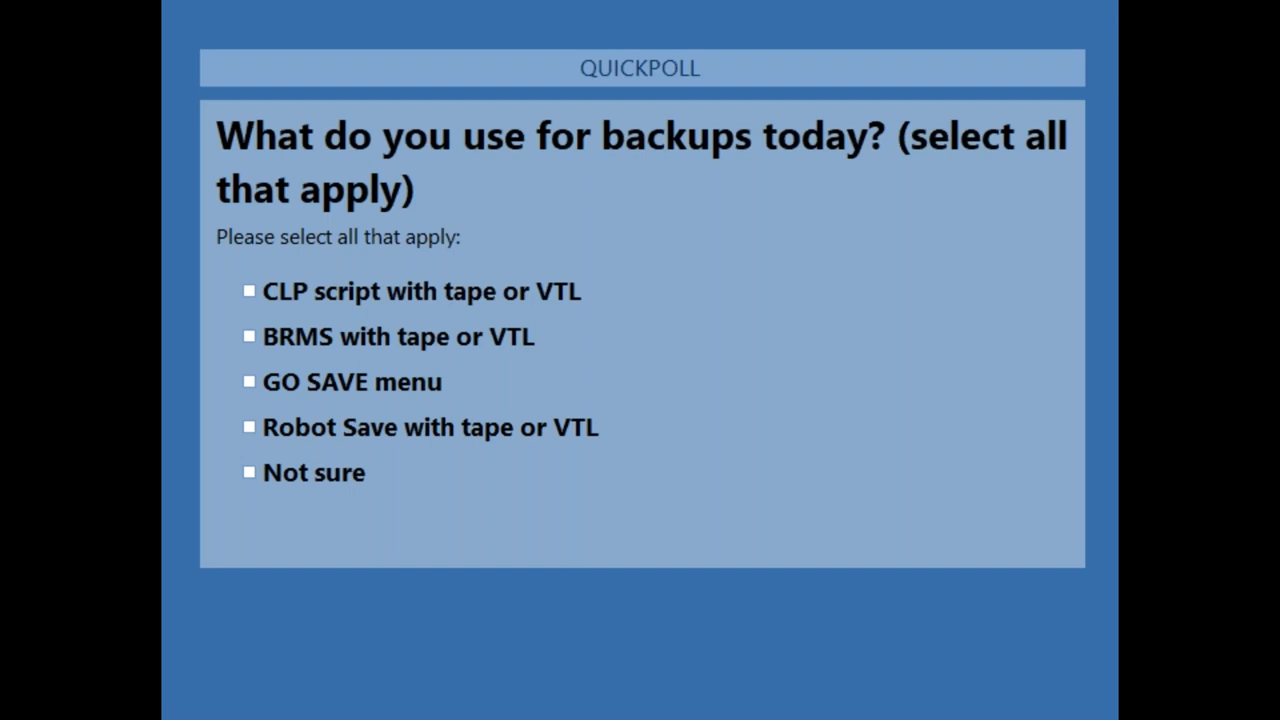 QUICKPOLL
What do you use for backups today? (select all
that apply)
Please select all that apply:
CLP script with tape or VTL
BRMS with tape or VTL
GO SAVE menu
Robot Save with tape or VTL
Not sure